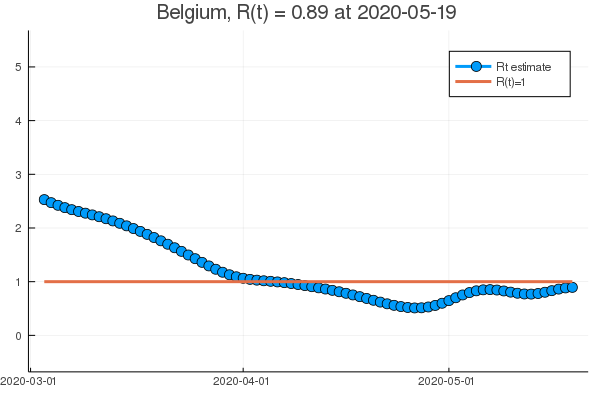 Belgium, R(t) = 0.89 at 2020-05-19
Rt estimate
R(t)=1
5
4
3
2
1
0
2020-03-01 2020-04-01 2020-05-01